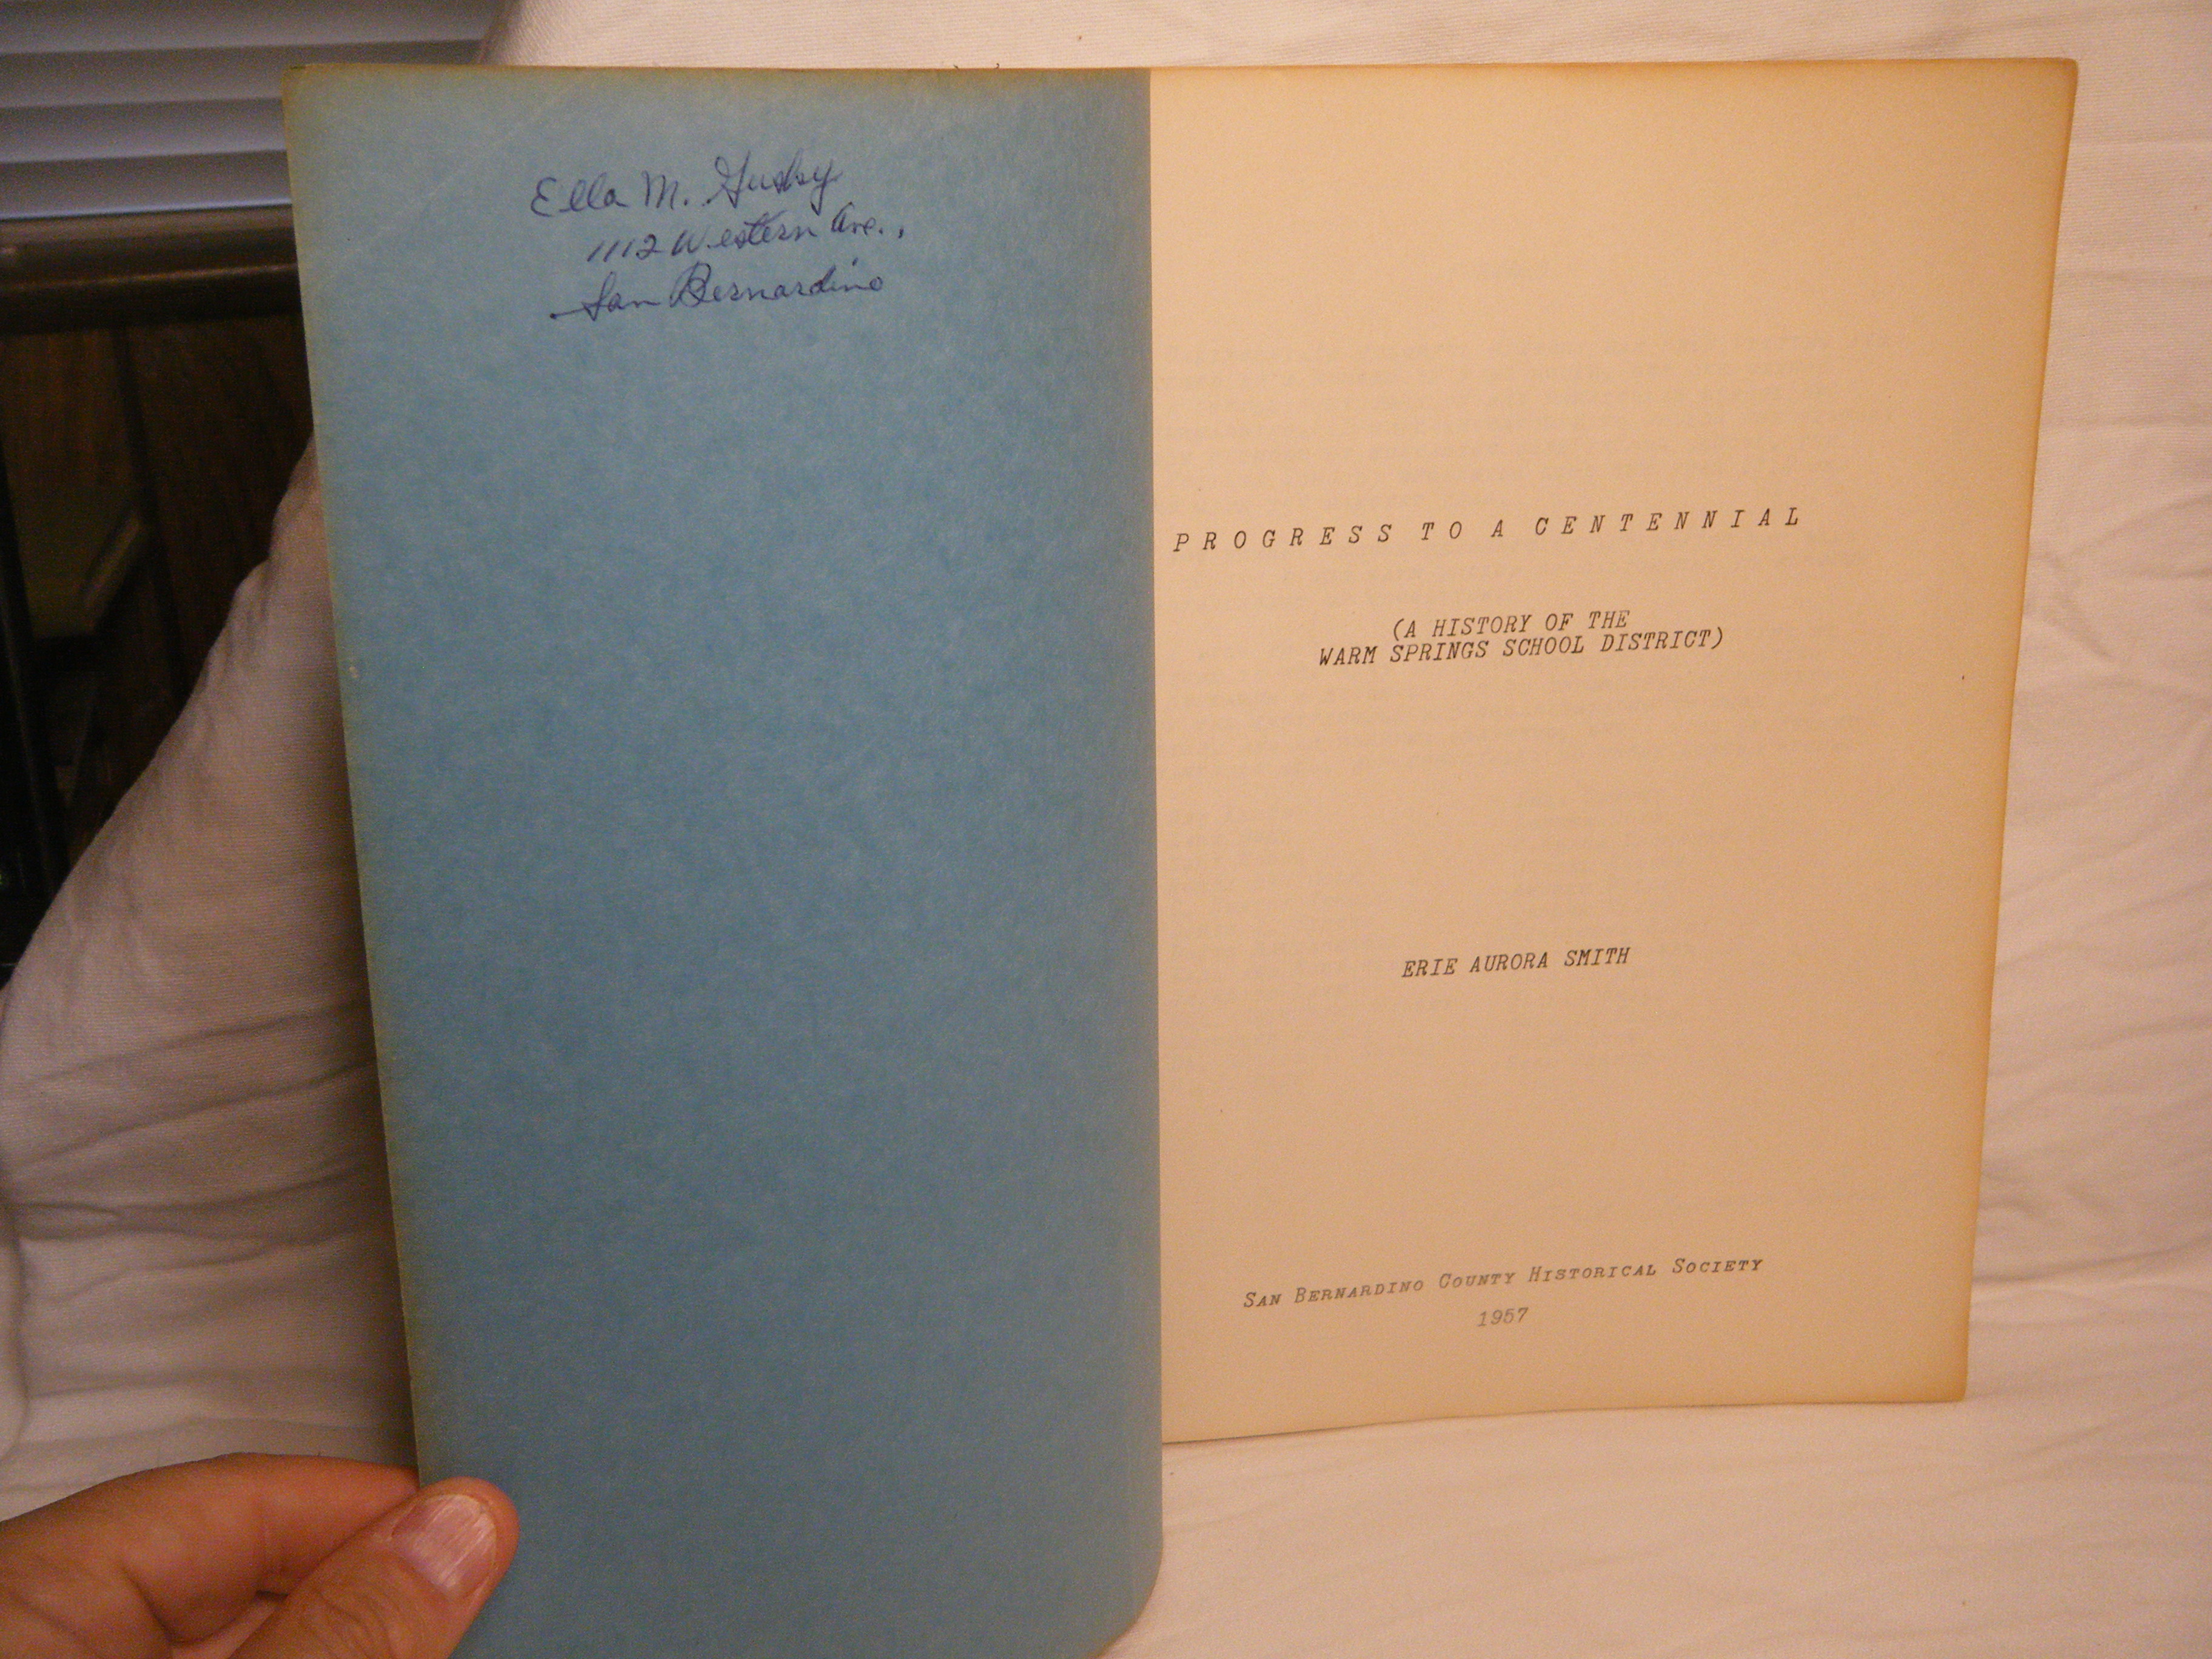 Ella M.
1112 Western Ave.,
San Bernardino
PROGRESS TO A CENTENNIAL
(A HISTORY OF THE
WARM SPRINGS SCHOOL DISTRICT)
ERIE AURORA SMITH
SAN BERNARDINO COUNTY HISTORICAL SOCIETY
1957